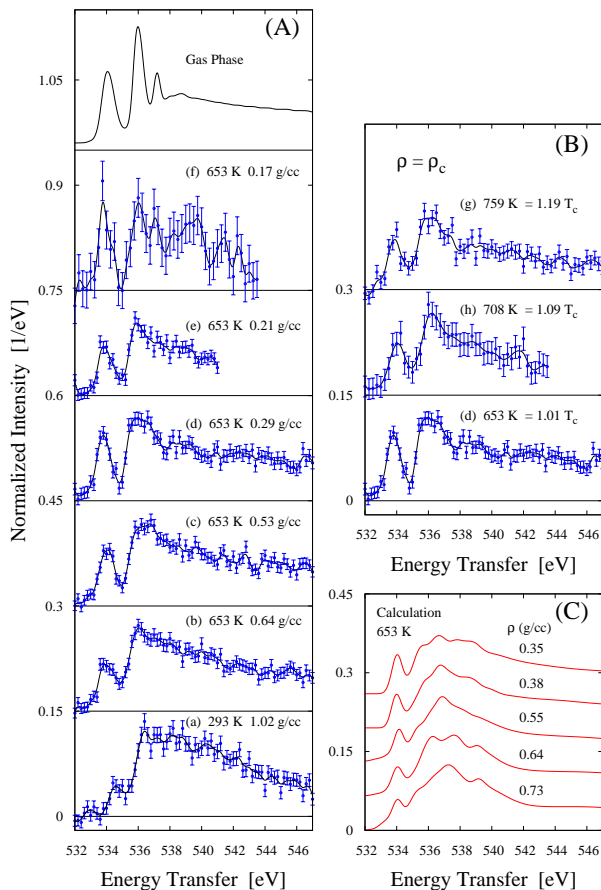 (A)
Gas Phase
1.05
(f) 653 K 0.17 g/cc
0.9
0.75
(e) 653 K 0.21 g/cc
0.6
(d) 653 K 0.29 g/cc
0.45
(c) 653 K 0.53 g/cc
0.3
(b) 653 K 0.64 g/cc
0.15
(a) 293 K 1.02 g/cc
0
532 534 536 538 540 542 544 546
Energy Transfer [eV]
Normalized Intensity [1/eV]
(B)
ρ = ρc
(g) 759 K = 1.19 Tc
0.3
(h) 708 K = 1.09 Tc
0.15
(d) 653 K = 1.01 Tc
0
532 534 536 538 540 542 544 546
Energy Transfer [eV]
(C)
Calculation
653 K
ρ (g/cc)
0.35
0.3
0.38
0.55
0.15
0.64
0.73
0
532 534 536 538 540 542 544 546
Energy Transfer [eV]